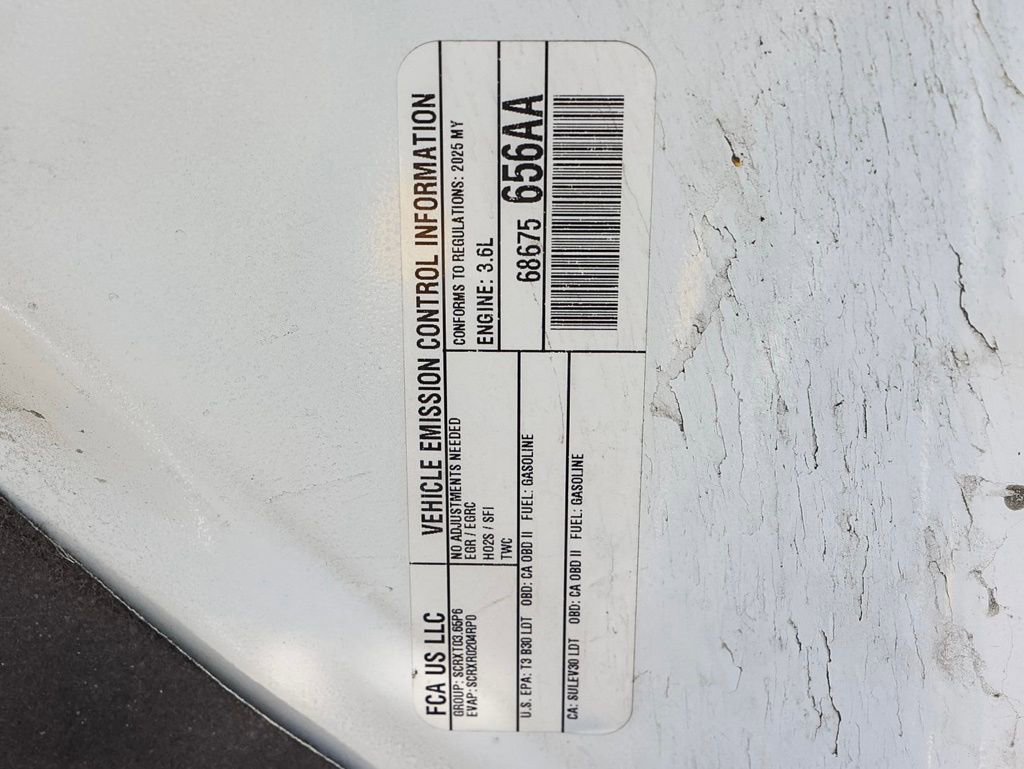 FCA US LLC
VEHICLE EMISSION CONTROL INFORMATION
GROUP: SCRXT03.65P6
EVAP: SCRXR0204RP0
NO ADJUSTMENTS NEEDED
EGR / EGRC
HO2S / SFI
TWC
CONFORMS TO REGULATIONS: 2025 MY
ENGINE: 3.6L
U.S. EPA: T3 B30 LDT OBD: CA OBD II FUEL: GASOLINE
CA: SULEV30 LDT OBD: CA OBD II FUEL: GASOLINE
68675 656AA